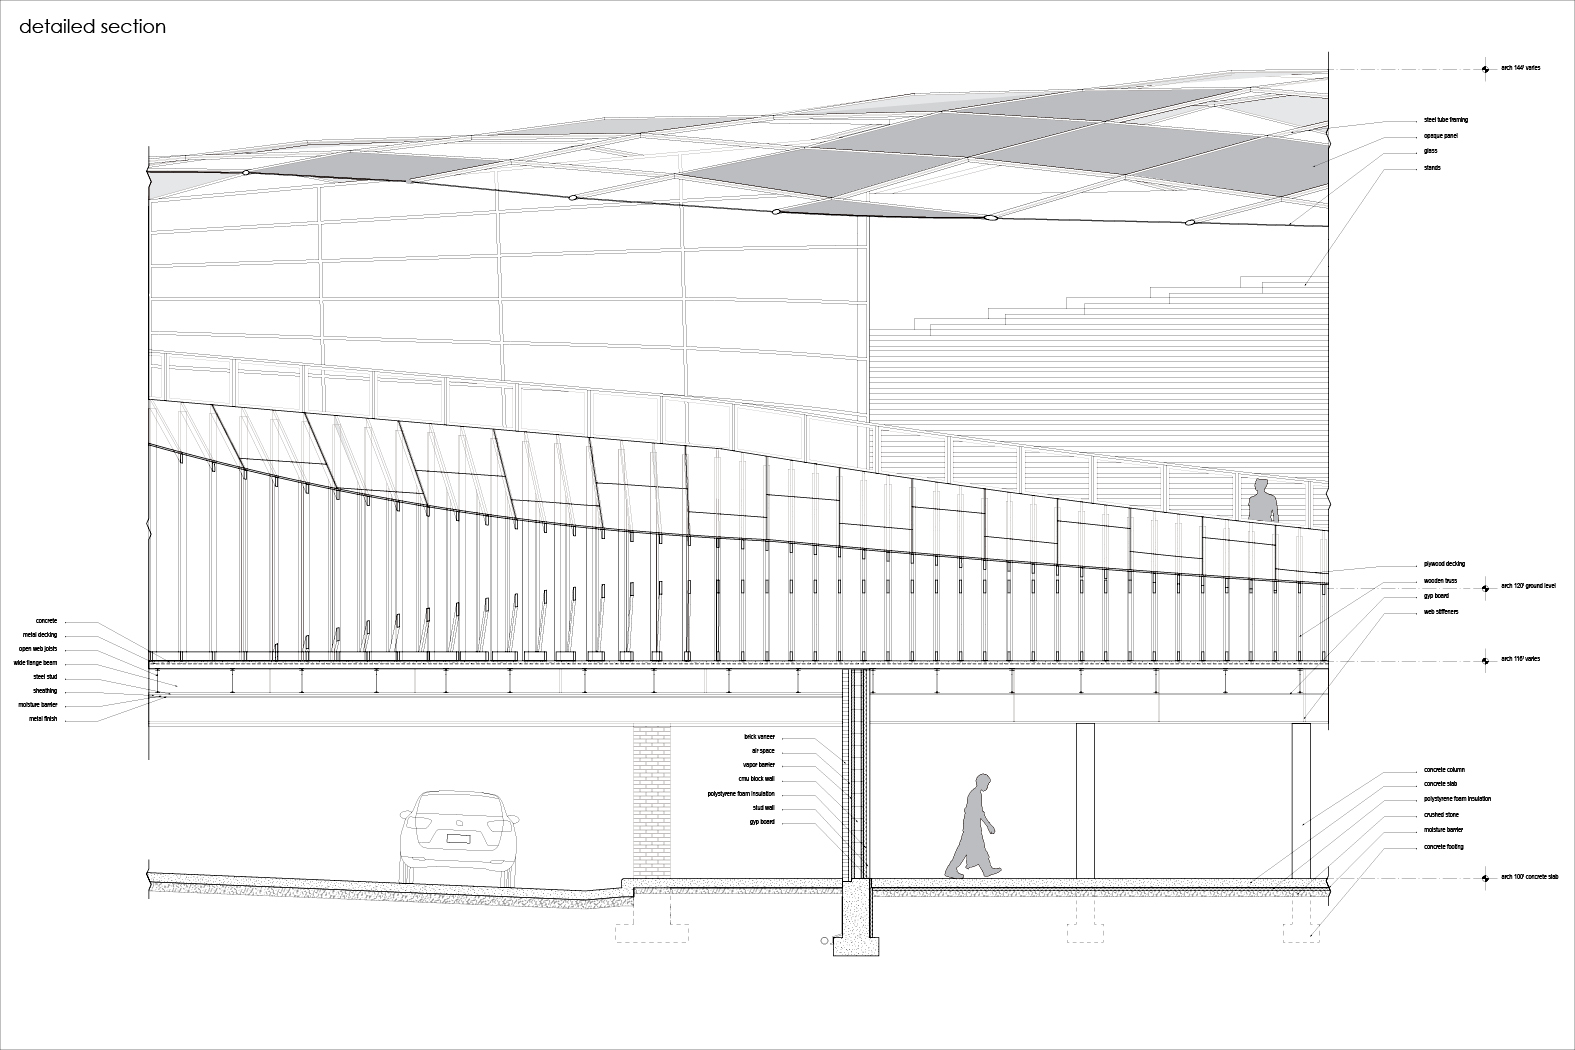 detailed section
arch 144' varies
steel tube framing
opaque panel
glass
stands
plywood decking
wooden truss
arch 120' ground level
gyp board
web stiffeners
concrete
metal decking
open web joists
wide flange beam
steel stud
sheathing
moisture barrier
metal finish
arch 116' varies
brick vaneer
air space
vapor barrier
cmu block wall
polystyrene foam insulation
stud wall
gyp board
concrete column
concrete slab
polystyrene foam insulation
crushed stone
moisture barrier
concrete footing
arch 100' concrete slab